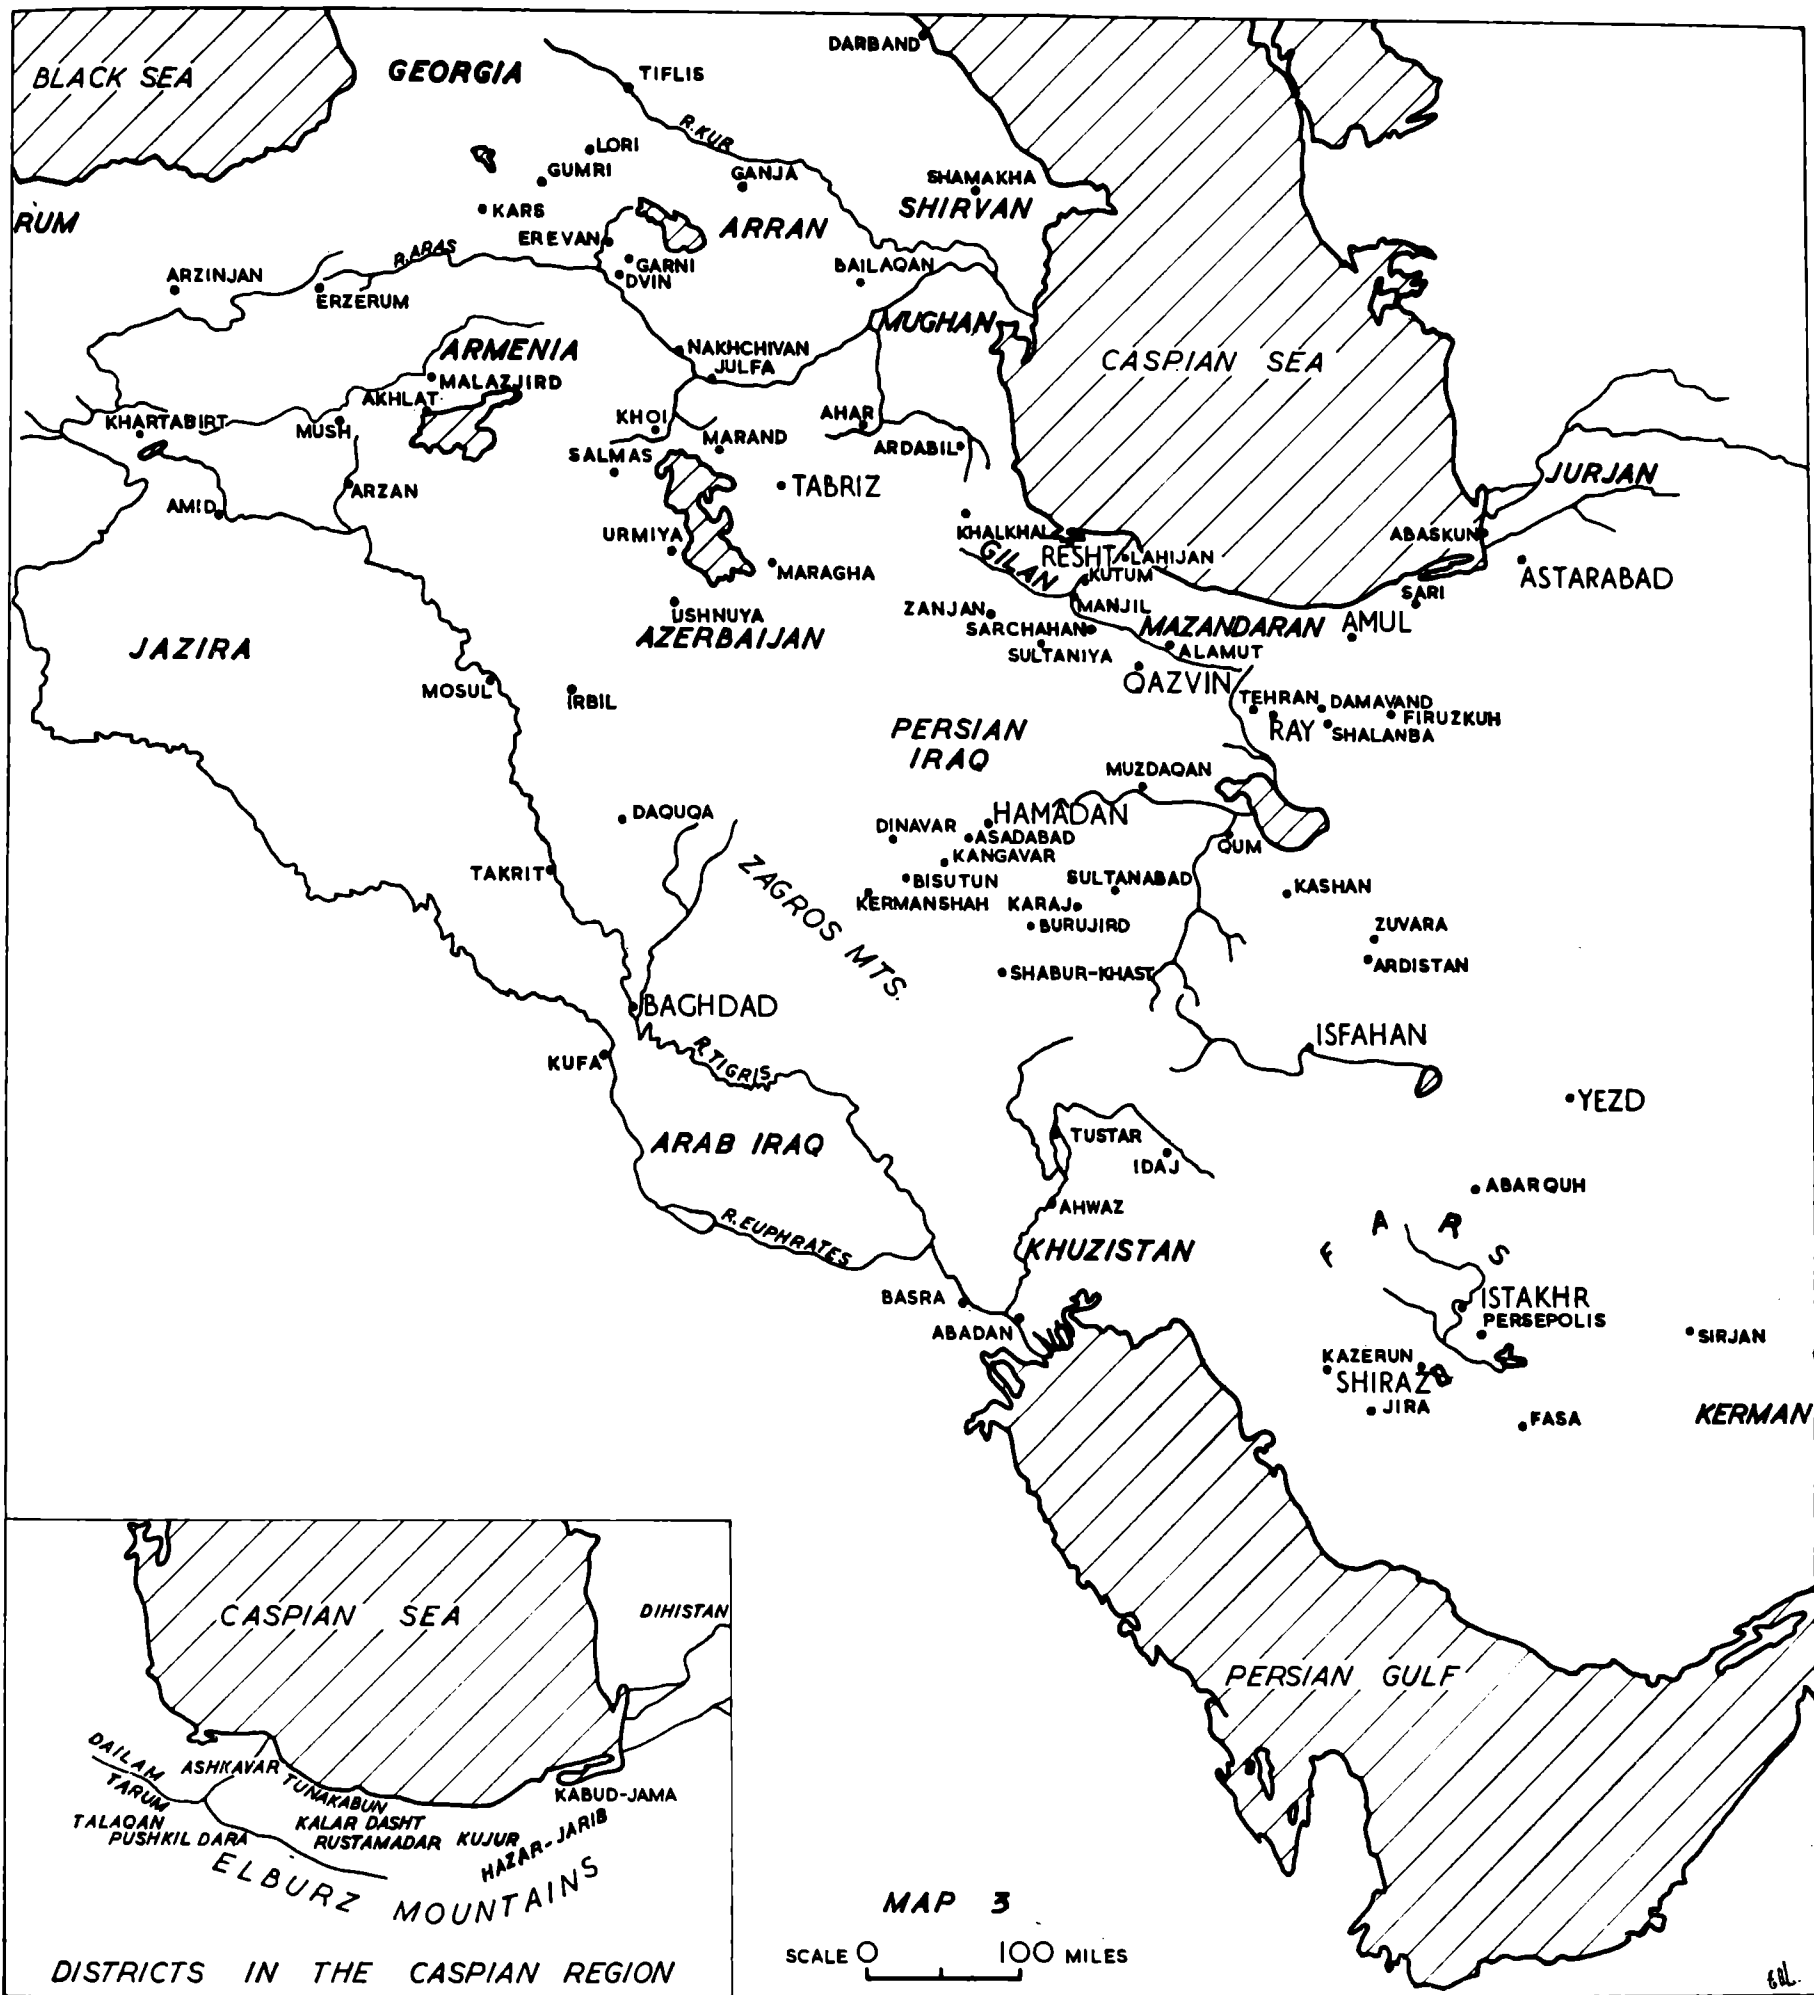 DARBAND
BLACK SEA
GEORGIA
TIFLIS
R. KUR
LORI
GUMRI
GANJA
SHAMAKHA
SHIRVAN
RUM
KARS
ARRAN
EREVAN
R. ARAS
GARNI
DVIN
BAILAQAN
ARZINJAN
ERZERUM
MUGHAN
ARMENIA
NAKHCHIVAN
JULFA
CASPIAN SEA
MALAZJIRD
AKHLAT
KHARTABIRT
MUSH
KHOI
AHAR
MARAND
ARDABIL
SALMAS
TABRIZ
JURJAN
ARZAN
AMID
KHALKHAL
URMIYA
ABASKUN
GILAN
RESHT
LAHIJAN
KUTUM
MARAGHA
ASTARABAD
SARI
USHNUYA
ZANJAN
MANJIL
SARCHAHAN
MAZANDARAN
AMUL
AZERBAIJAN
JAZIRA
SULTANIYA
ALAMUT
QAZVIN
MOSUL
IRBIL
TEHRAN
DAMAVAND
FIRUZKUH
RAY
SHALANBA
PERSIAN
IRAQ
MUZDAQAN
DAQUQA
HAMADAN
DINAVAR
ASADABAD
QUM
KANGAVAR
TAKRIT
ZAGROS MTS.
BISUTUN
SULTANABAD
KASHAN
KERMANSHAH
KARAJ
BURUJIRD
ZUVARA
ARDISTAN
SHABUR-KHAST
BAGHDAD
ISFAHAN
KUFA
R. TIGRIS
YEZD
ARAB IRAQ
TUSTAR
IDAJ
ABARQUH
AHWAZ
R. EUPHRATES
FARS
KHUZISTAN
BASRA
ISTAKHR
PERSEPOLIS
ABADAN
SIRJAN
KAZERUN
SHIRAZ
JIRA
FASA
KERMAN
PERSIAN GULF
CASPIAN SEA
DIHISTAN
DAILAM
ASHKAVAR
TARUM
TUNAKABUN
KABUD-JAMA
TALAQAN
KALAR DASHT
PUSHKIL DARA
RUSTAMADAR
KUJUR
HAZAR-JARIB
ELBURZ MOUNTAINS
DISTRICTS IN THE CASPIAN REGION
MAP 3
SCALE 0 100 MILES